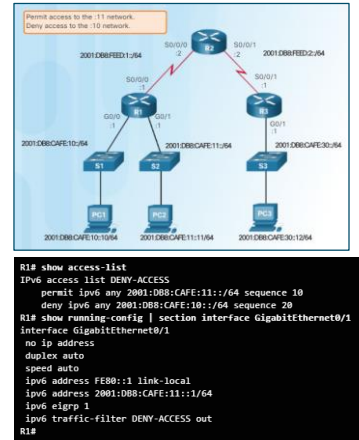 Permit access to the :11 network.
Deny access to the :10 network.
R2
S0/0/0
:2
S0/0/1
:2
2001:DB8:FEED:1::/64
2001:DB8:FEED:2::/64
S0/0/0
:1
S0/0/1
:1
R1
R3
G0/0
:1
G0/1
:1
G0/1
:1
2001:DB8:CAFE:10::/64
2001:DB8:CAFE:11::/64
2001:DB8:CAFE:30::/64
S1
S2
S3
PC1
PC2
PC3
2001:DB8:CAFE:10::10/64
2001:DB8:CAFE:11::11/64
2001:DB8:CAFE:30::12/64
R1# show access-list
IPv6 access list DENY-ACCESS
permit ipv6 any 2001:DB8:CAFE:11::/64 sequence 10
deny ipv6 any 2001:DB8:CAFE:10::/64 sequence 20
R1# show running-config | section interface GigabitEthernet0/1
interface GigabitEthernet0/1
no ip address
duplex auto
speed auto
ipv6 address FE80::1 link-local
ipv6 address 2001:DB8:CAFE:11::1/64
ipv6 eigrp 1
ipv6 traffic-filter DENY-ACCESS out
R1#